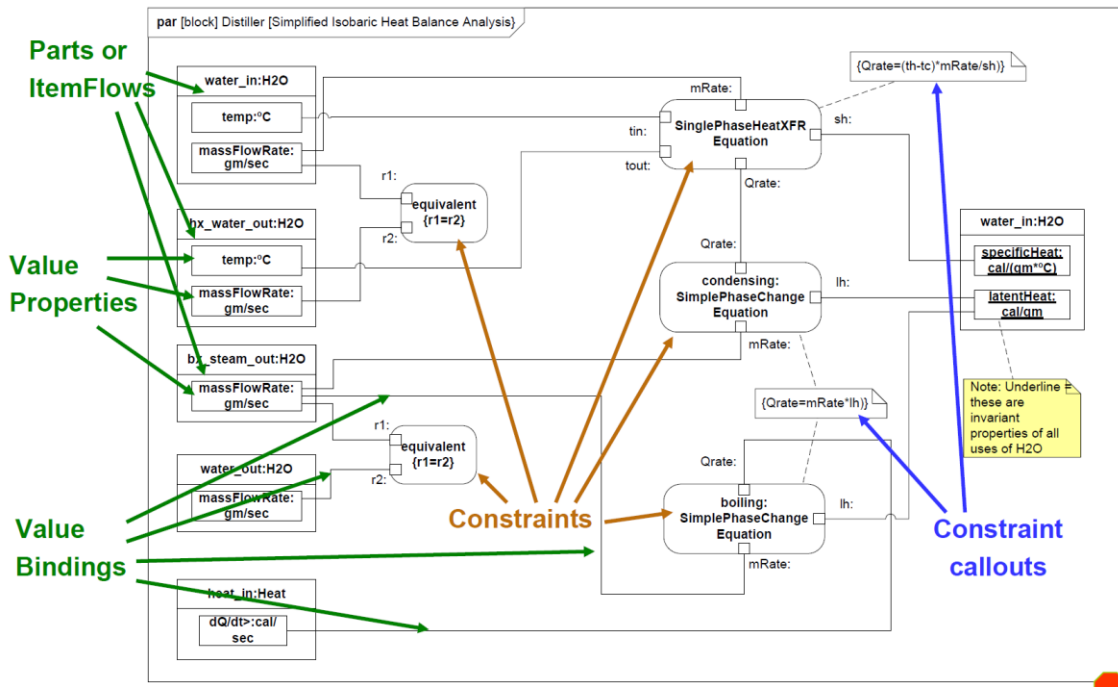 par [block] Distiller [Simplified Isobaric Heat Balance Analysis}
Parts or
ItemFlows
water_in:H2O
temp:°C
massFlowRate:
gm/sec
{Qrate=(th-tc)*mRate/sh)}
mRate:
SinglePhaseHeatXFR
Equation
sh:
tin:
tout:
Qrate:
r1:
equivalent
{r1=r2}
r2:
hx_water_out:H2O
temp:°C
massFlowRate:
gm/sec
Value
Properties
water_in:H2O
specificHeat:
cal/(gm*°C)
latentHeat:
cal/gm
Qrate:
condensing:
SimplePhaseChange
Equation
lh:
mRate:
bx_steam_out:H2O
massFlowRate:
gm/sec
{Qrate=mRate*lh)}
Note: Underline =
these are
invariant
properties of all
uses of H2O
r1:
equivalent
{r1=r2}
r2:
water_out:H2O
massFlowRate:
gm/sec
Qrate:
boiling:
SimplePhaseChange
Equation
lh:
mRate:
Constraints
Constraint
callouts
Value
Bindings
heat_in:Heat
dQ/dt>:cal/
sec